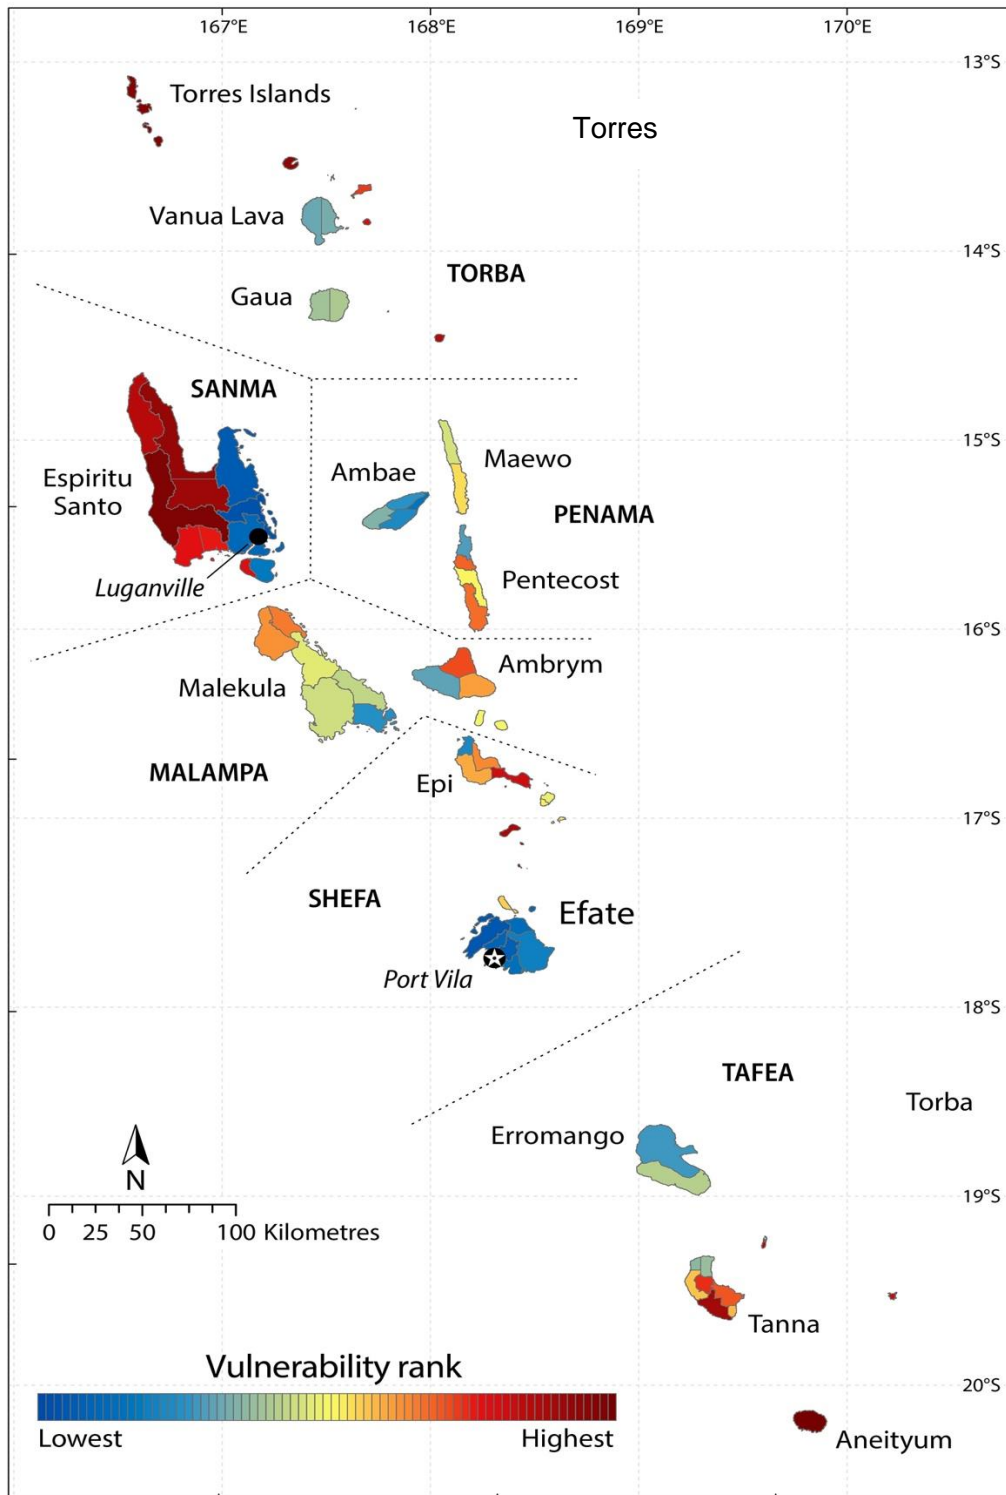 167°E
168°E
169°E
170°E
13°S
Torres Islands
Torres
Vanua Lava
14°S
TORBA
Gaua
SANMA
15°S
Maewo
Ambae
Espiritu
Santo
PENAMA
Pentecost
Luganville
16°S
Ambrym
Malekula
MALAMPA
Epi
17°S
SHEFA
Efate
Port Vila
18°S
TAFEA
Torba
Erromango
N
19°S
0 25 50 100 Kilometres
Tanna
Vulnerability rank
20°S
Lowest Highest
Aneityum